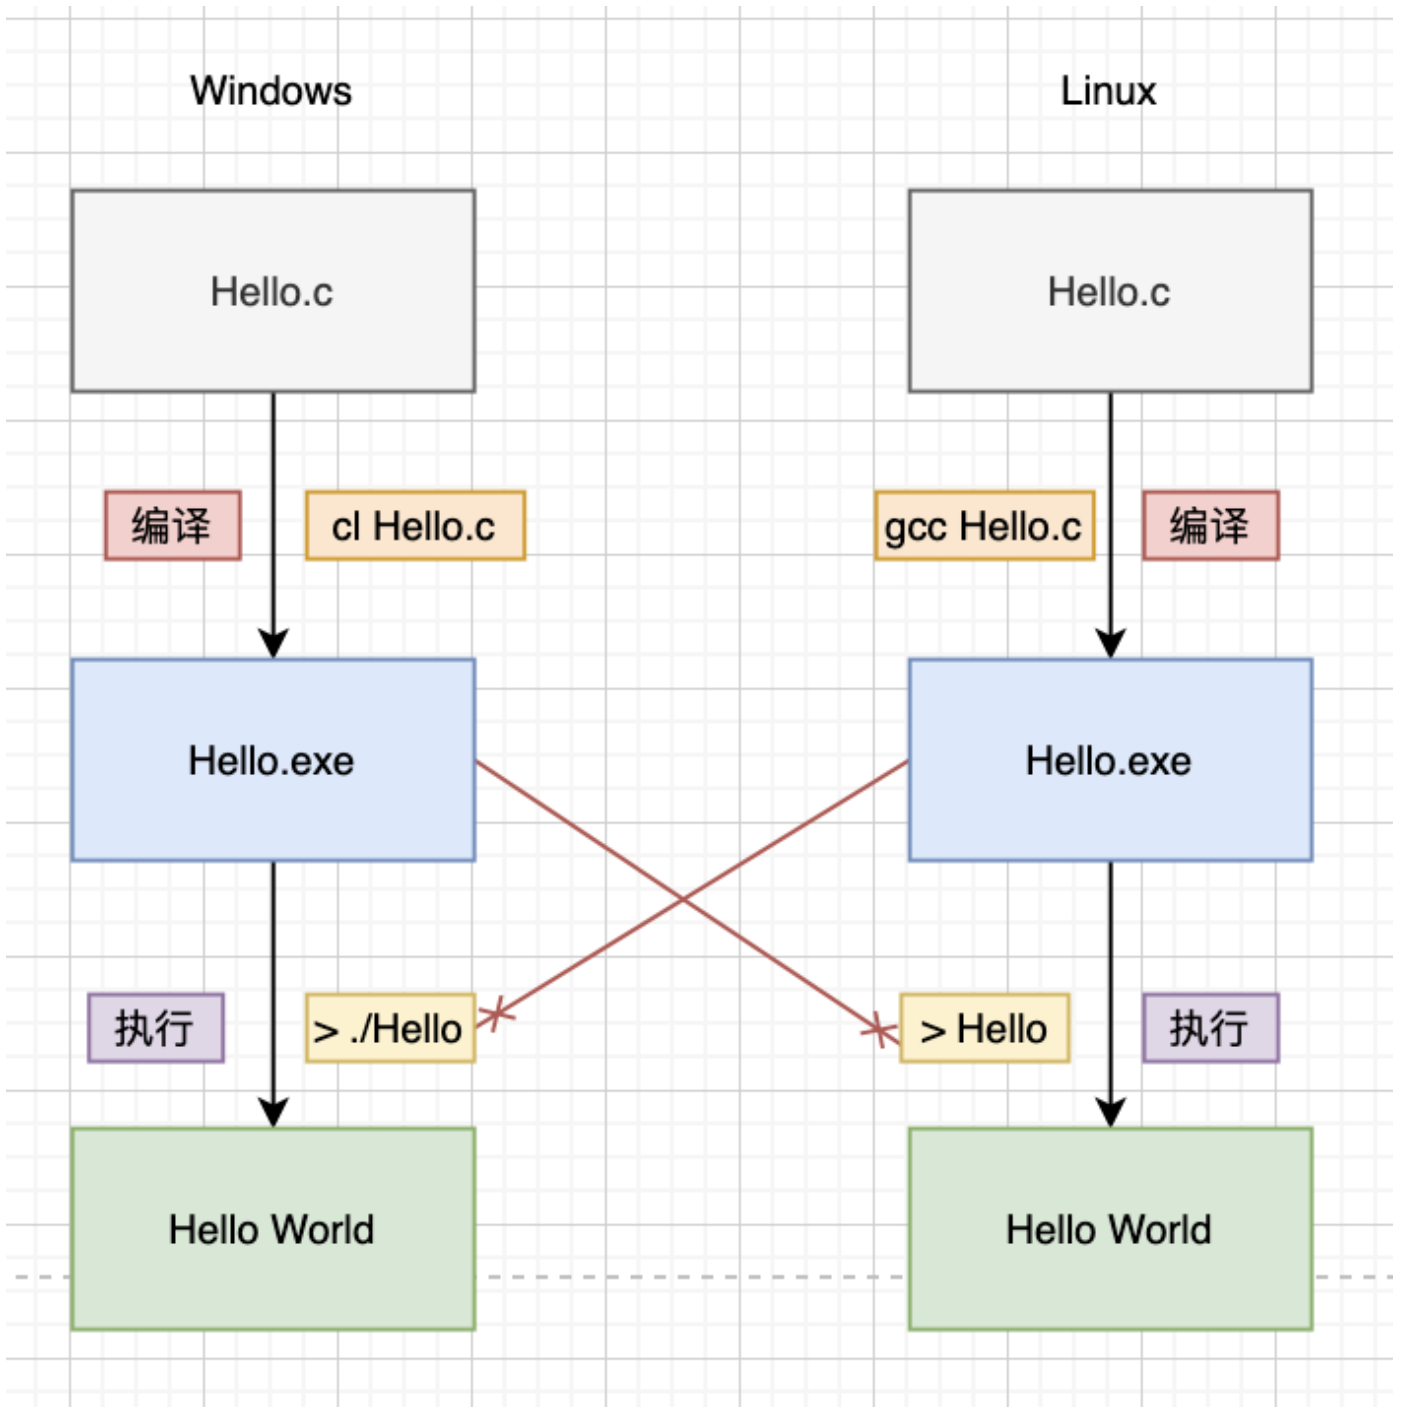 Windows
Linux
Hello.c
Hello.c
编译
cl Hello.c
gcc Hello.c
编译
Hello.exe
Hello.exe
执行
> ./Hello
> Hello
执行
Hello World
Hello World